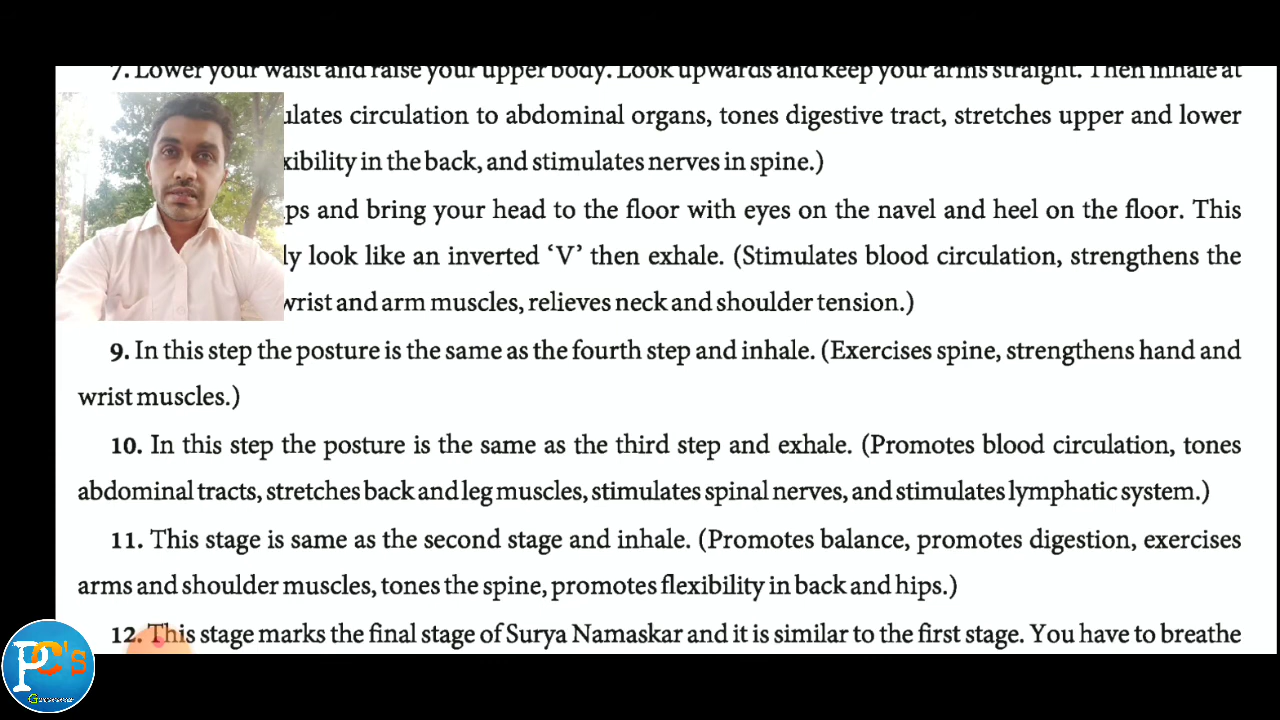 7. Lower your waist and raise your upper body. Look upwards and keep your arms straight. Then inhale at
ulates circulation to abdominal organs, tones digestive tract, stretches upper and lower
xibility in the back, and stimulates nerves in spine.)
ps and bring your head to the floor with eyes on the navel and heel on the floor. This
ly look like an inverted ‘V’ then exhale. (Stimulates blood circulation, strengthens the
wrist and arm muscles, relieves neck and shoulder tension.)
9. In this step the posture is the same as the fourth step and inhale. (Exercises spine, strengthens hand and
wrist muscles.)
10. In this step the posture is the same as the third step and exhale. (Promotes blood circulation, tones
abdominal tracts, stretches back and leg muscles, stimulates spinal nerves, and stimulates lymphatic system.)
11. This stage is same as the second stage and inhale. (Promotes balance, promotes digestion, exercises
arms and shoulder muscles, tones the spine, promotes flexibility in back and hips.)
12. This stage marks the final stage of Surya Namaskar and it is similar to the first stage. You have to breathe
PC's